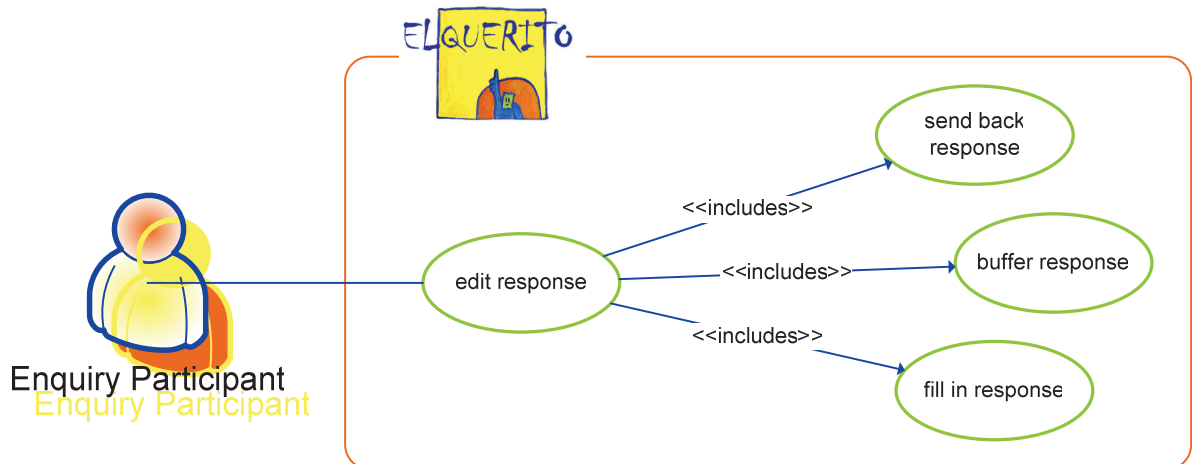 ELQUERITO
send back
response
<<includes>>
edit response
<<includes>>
buffer response
<<includes>>
fill in response
Enquiry Participant
Enquiry Participant